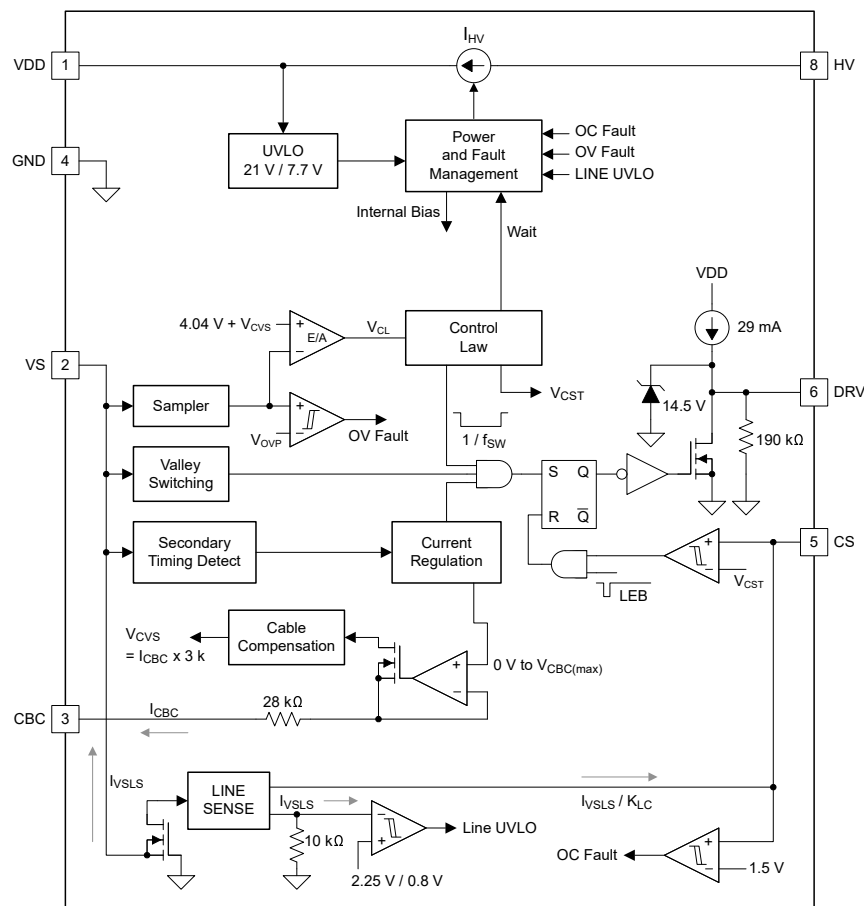 I_HV
VDD 1
8 HV
GND 4
UVLO
21 V / 7.7 V
Power
and Fault
Management
OC Fault
OV Fault
LINE UVLO
Internal Bias
Wait
VDD
29 mA
4.04 V + V_CVS
+
E/A
–
V_CL
Control
Law
VS 2
6 DRV
V_CST
14.5 V
Sampler
+
–
V_OVP
OV Fault
1 / f_SW
190 kΩ
Valley
Switching
S Q
R Q̅
Secondary
Timing Detect
Current
Regulation
5 CS
+
–
V_CST
LEB
V_CVS
= I_CBC x 3 k
Cable
Compensation
+
–
0 V to V_CBC(max)
CBC 3
I_CBC
28 kΩ
I_VSLS
LINE
SENSE
I_VSLS
I_VSLS / K_LC
–
+
10 kΩ
Line UVLO
2.25 V / 0.8 V
OC Fault
+
–
1.5 V